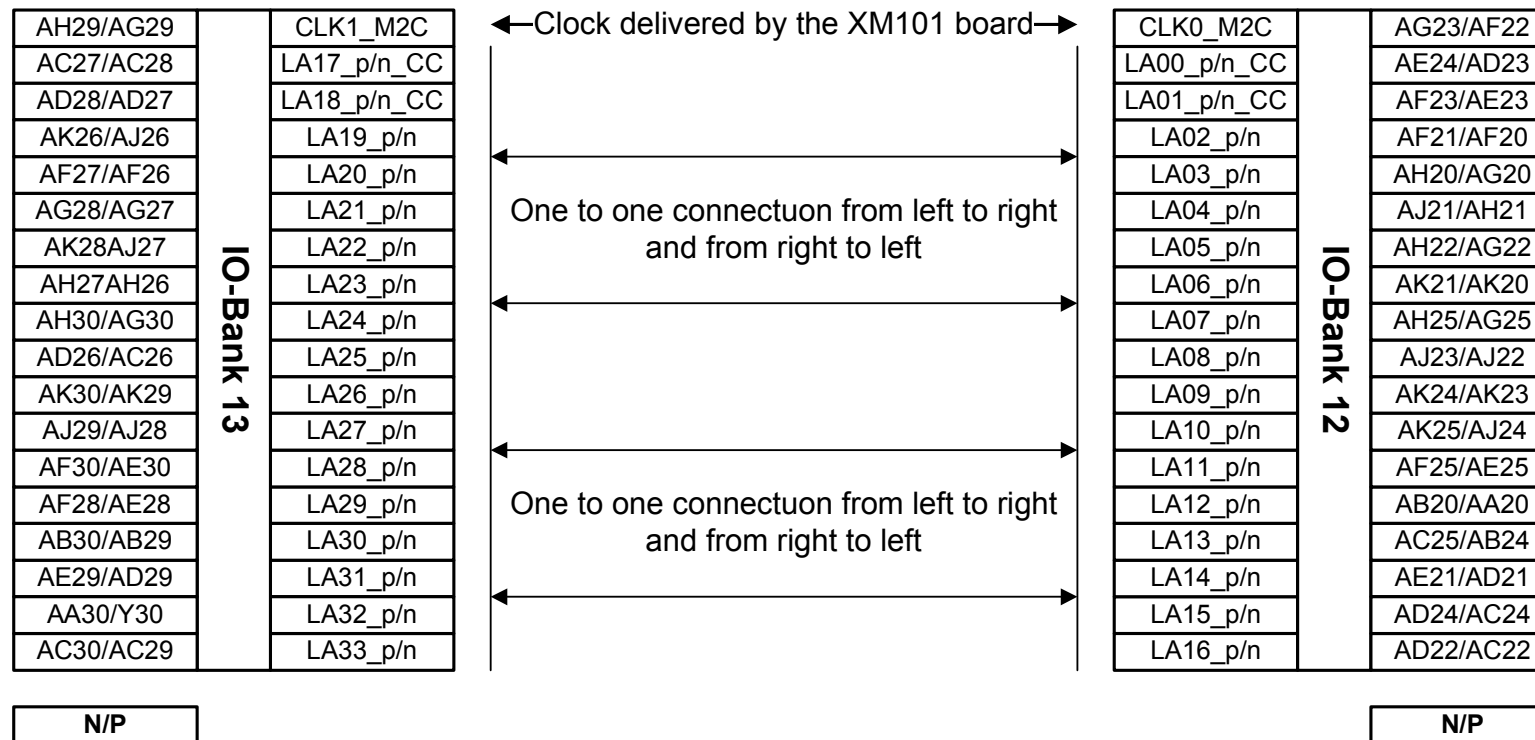 AH29/AG29 CLK1_M2C Clock delivered by the XM101 board CLK0_M2C AG23/AF22
AC27/AC28 LA17_p/n_CC LA00_p/n_CC AE24/AD23
AD28/AD27 LA18_p/n_CC LA01_p/n_CC AF23/AE23
AK26/AJ26 LA19_p/n LA02_p/n AF21/AF20
AF27/AF26 LA20_p/n LA03_p/n AH20/AG20
AG28/AG27 LA21_p/n One to one connectuon from left to right LA04_p/n AJ21/AH21
AK28AJ27 LA22_p/n and from right to left LA05_p/n AH22/AG22
AH27AH26 LA23_p/n LA06_p/n AK21/AK20
AH30/AG30 LA24_p/n LA07_p/n AH25/AG25
AD26/AC26 LA25_p/n LA08_p/n AJ23/AJ22
AK30/AK29 LA26_p/n LA09_p/n AK24/AK23
AJ29/AJ28 LA27_p/n LA10_p/n AK25/AJ24
AF30/AE30 LA28_p/n LA11_p/n AF25/AE25
AF28/AE28 LA29_p/n One to one connectuon from left to right LA12_p/n AB20/AA20
AB30/AB29 LA30_p/n and from right to left LA13_p/n AC25/AB24
AE29/AD29 LA31_p/n LA14_p/n AE21/AD21
AA30/Y30 LA32_p/n LA15_p/n AD24/AC24
AC30/AC29 LA33_p/n LA16_p/n AD22/AC22
IO-Bank 13
IO-Bank 12
N/P N/P